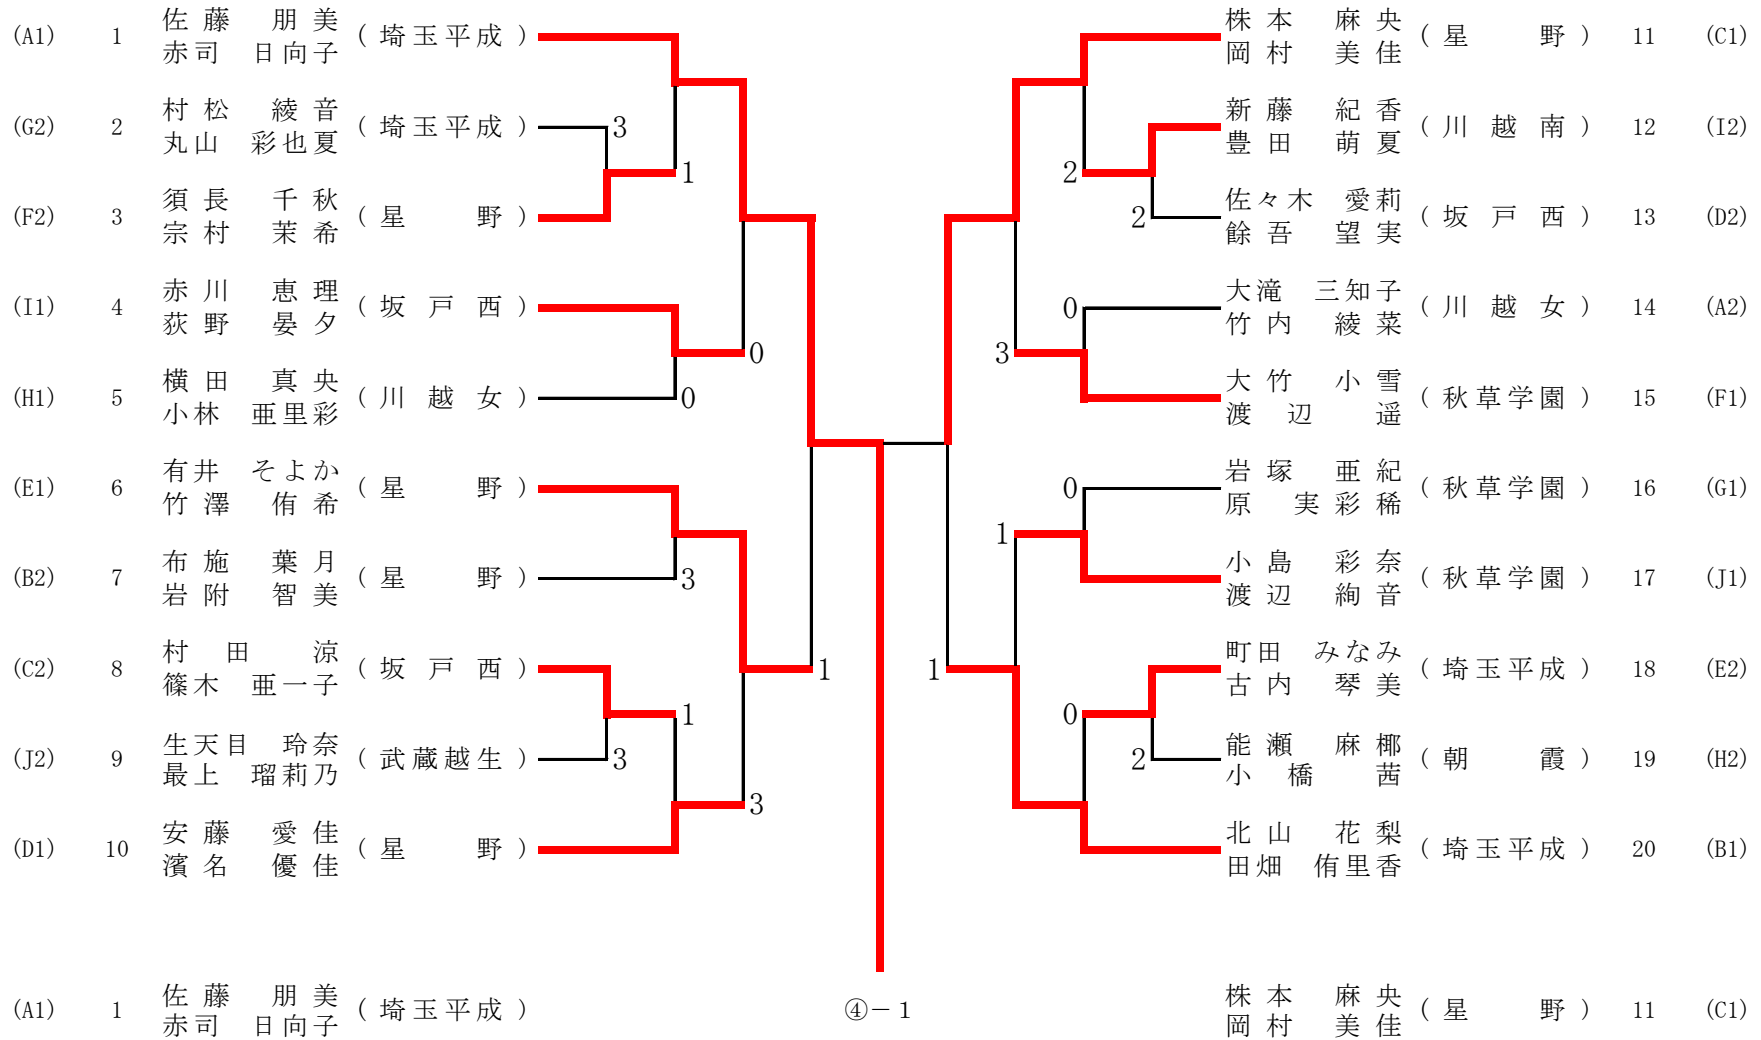 (A1) 1 佐藤 朋美 赤司 日向子 (埼玉平成)
(G2) 2 村松 綾音 丸山 彩也夏 (埼玉平成) 3
1
(F2) 3 須長 千秋 宗村 茉希 (星 野)
(I1) 4 赤川 恵理 荻野 晏夕 (坂戸西)
0
(H1) 5 横田 真央 小林 亜里彩 (川越女) 0
(E1) 6 有井 そよか 竹澤 侑希 (星 野)
(B2) 7 布施 葉月 岩附 智美 (星 野) 3
(C2) 8 村田 涼 篠木 亜一子 (坂戸西) 1
1
(J2) 9 生天目 玲奈 最上 瑠莉乃 (武蔵越生) 3
3
(D1) 10 安藤 愛佳 濱名 優佳 (星 野)
株本 麻央 岡村 美佳 (星 野) 11 (C1)
新藤 紀香 豊田 萌夏 (川越南) 12 (I2)
2
2 佐々木 愛莉 餘吾 望実 (坂戸西) 13 (D2)
0 大滝 三知子 竹内 綾菜 (川越女) 14 (A2)
3
大竹 小雪 渡辺 遥 (秋草学園) 15 (F1)
0 岩塚 亜紀 原 実彩稀 (秋草学園) 16 (G1)
1
小島 彩奈 渡辺 絢音 (秋草学園) 17 (J1)
1 町田 みなみ 古内 琴美 (埼玉平成) 18 (E2)
0
2 能瀬 麻椰 小橋 茜 (朝 霞) 19 (H2)
北山 花梨 田畑 侑里香 (埼玉平成) 20 (B1)
(A1) 1 佐藤 朋美 赤司 日向子 (埼玉平成) ④－1 株本 麻央 岡村 美佳 (星 野) 11 (C1)